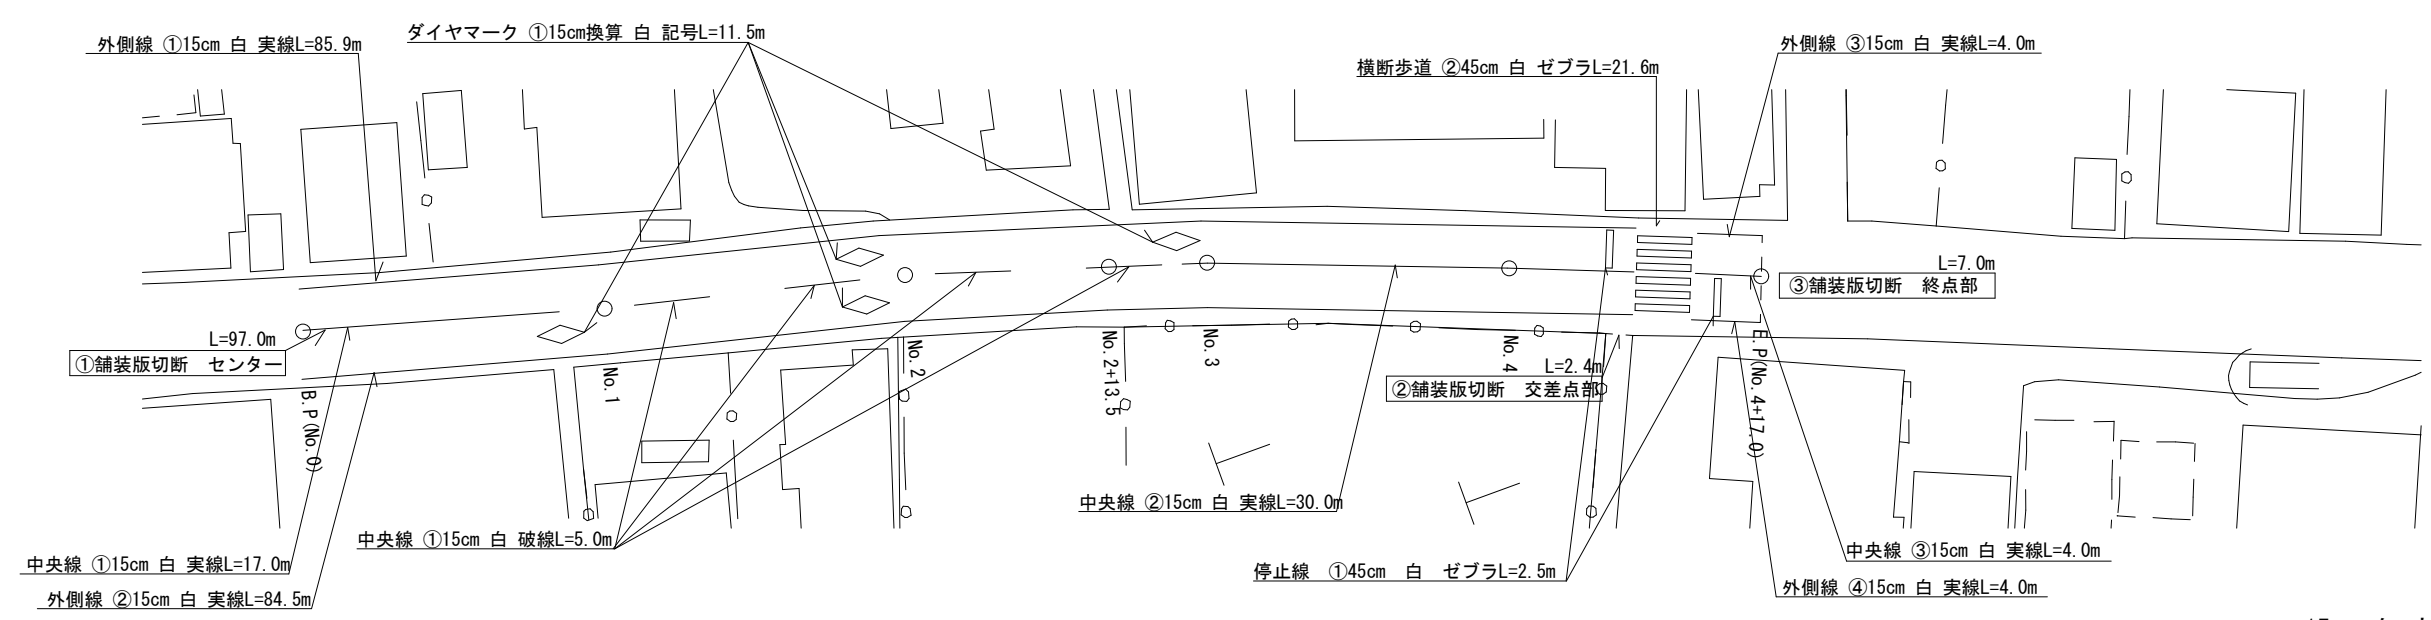 外側線 ①15cm 白 実線L=85.9m
ダイヤマーク ①15cm換算 白 記号L=11.5m
横断歩道 ②45cm 白 ゼブラL=21.6m
外側線 ③15cm 白 実線L=4.0m
L=7.0m
③舗装版切断 終点部
L=97.0m
①舗装版切断 センター
B.P(No.0)
No.1
No.2
No.2+13.5
No.3
No.4
E.P(No.4+17.0)
L=2.4m
②舗装版切断 交差点部
中央線 ②15cm 白 実線L=30.0m
中央線 ①15cm 白 破線L=5.0m
中央線 ①15cm 白 実線L=17.0m
外側線 ②15cm 白 実線L=84.5m
停止線 ①45cm 白 ゼブラL=2.5m
中央線 ③15cm 白 実線L=4.0m
外側線 ④15cm 白 実線L=4.0m